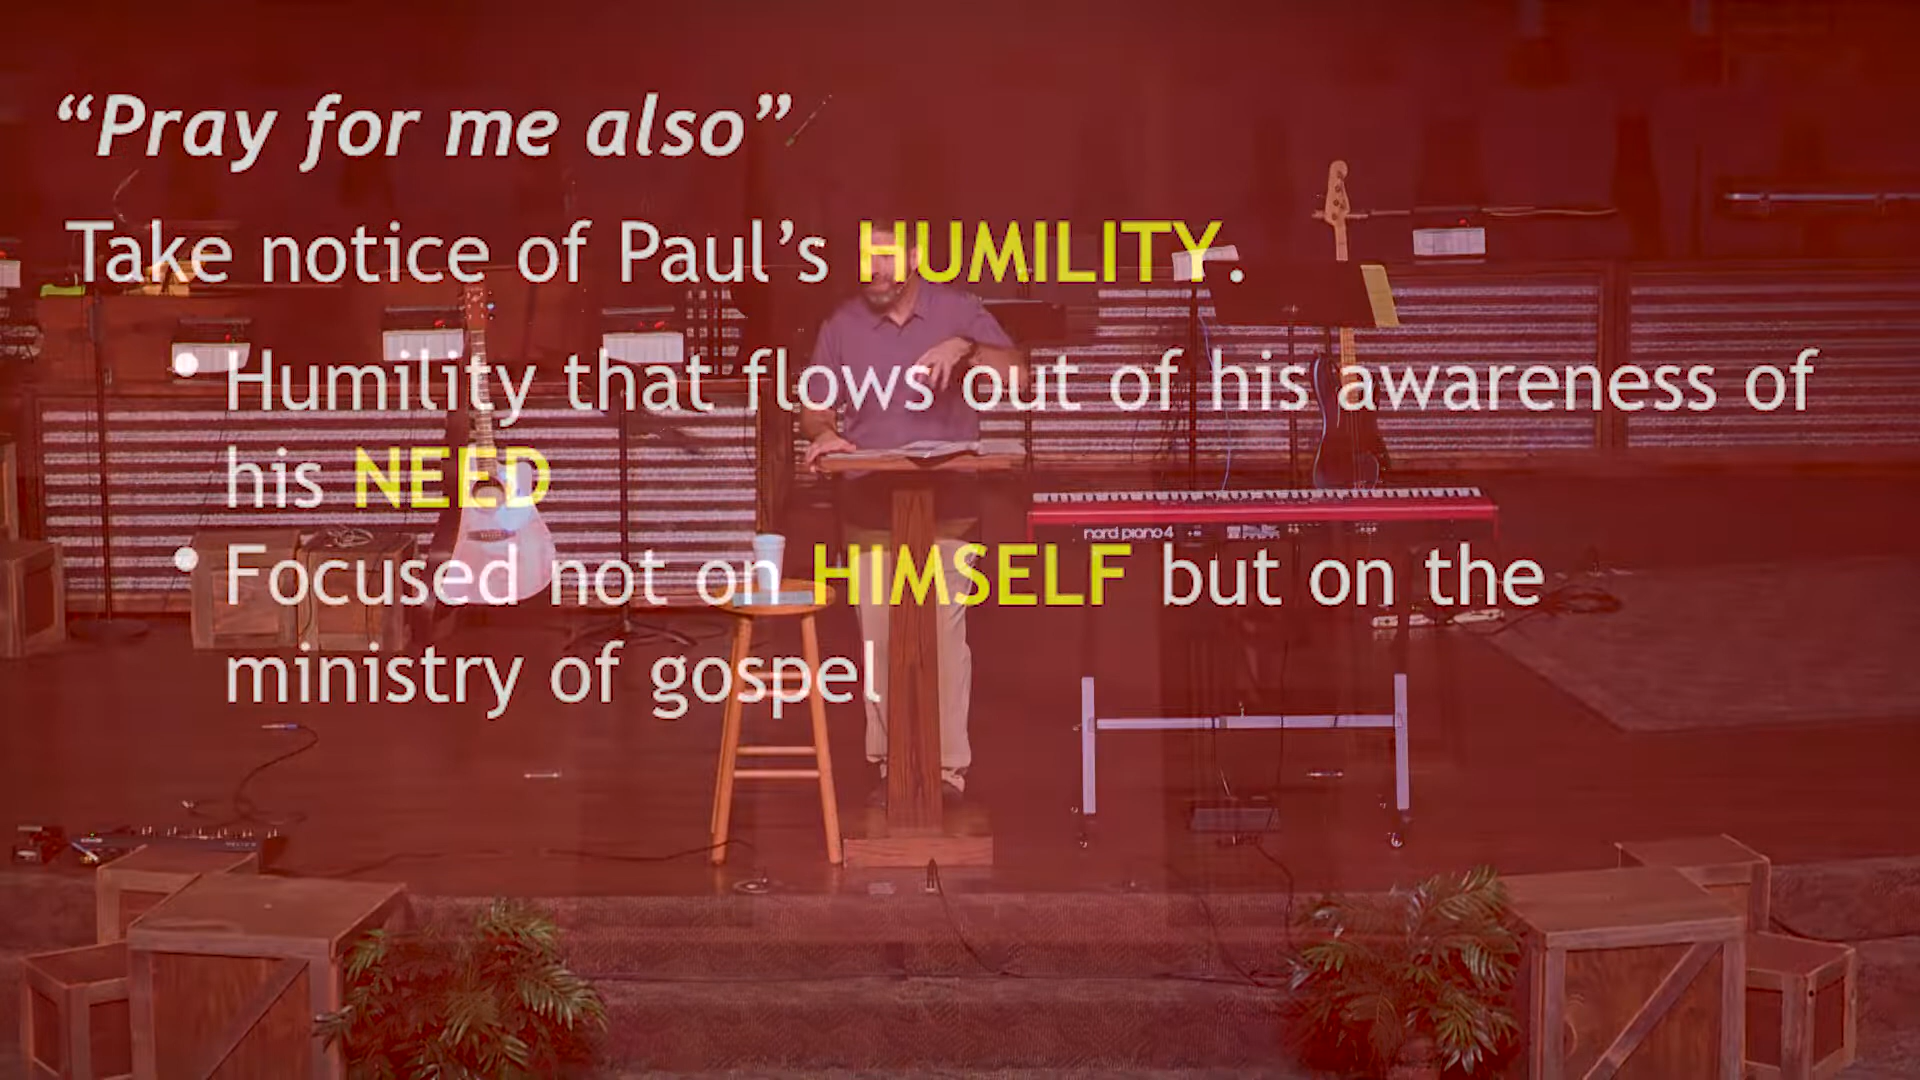 “Pray for me also”
Take notice of Paul’s HUMILITY.
• Humility that flows out of his awareness of
his NEED
• Focused not on HIMSELF but on the
ministry of gospel
nord piano 4